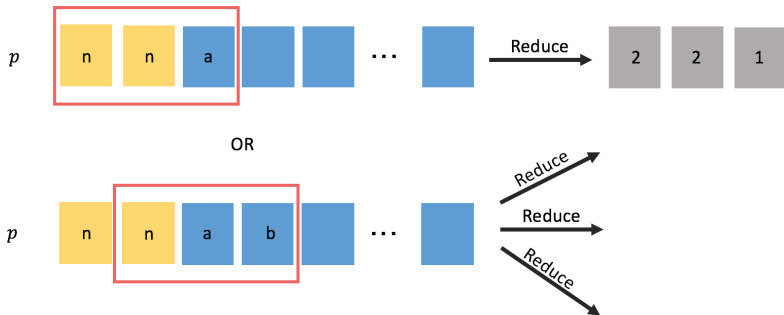 p n n a ... Reduce 2 2 1
OR
p n n a b ... Reduce
Reduce
Reduce